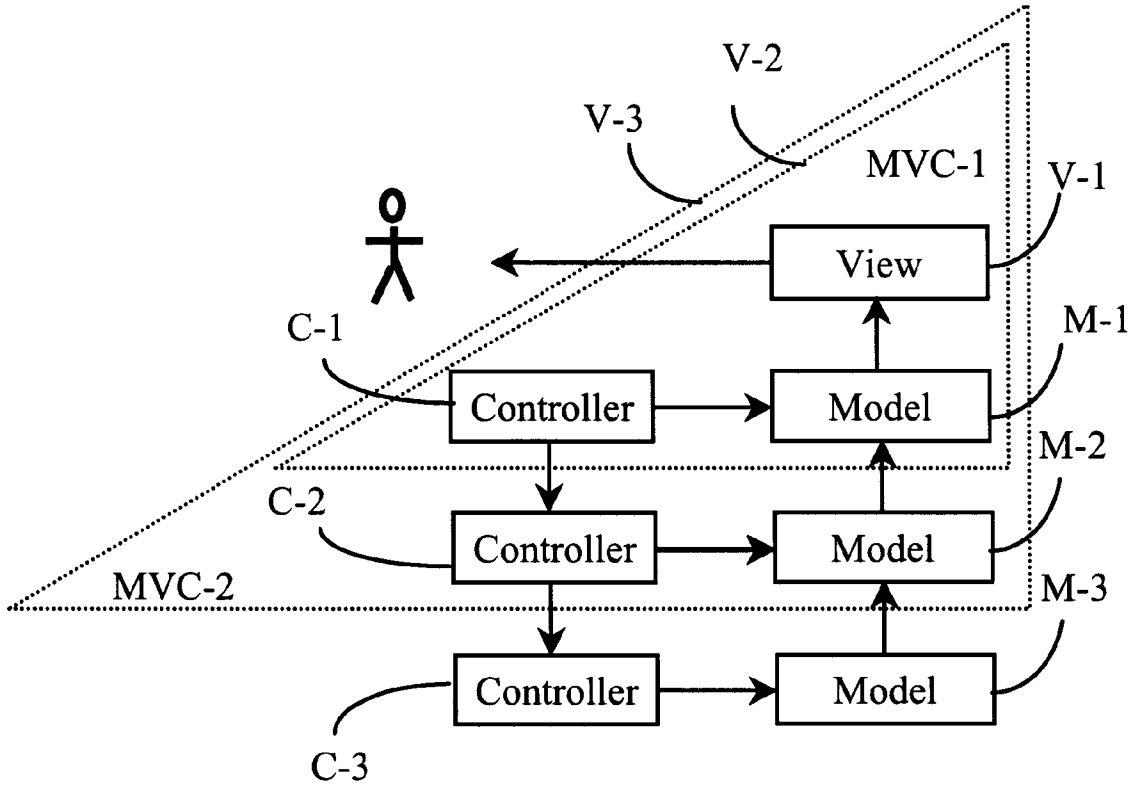 V-2
V-3
MVC-1
V-1
View
C-1
M-1
Controller
Model
M-2
C-2
Controller
Model
MVC-2
M-3
Controller
Model
C-3